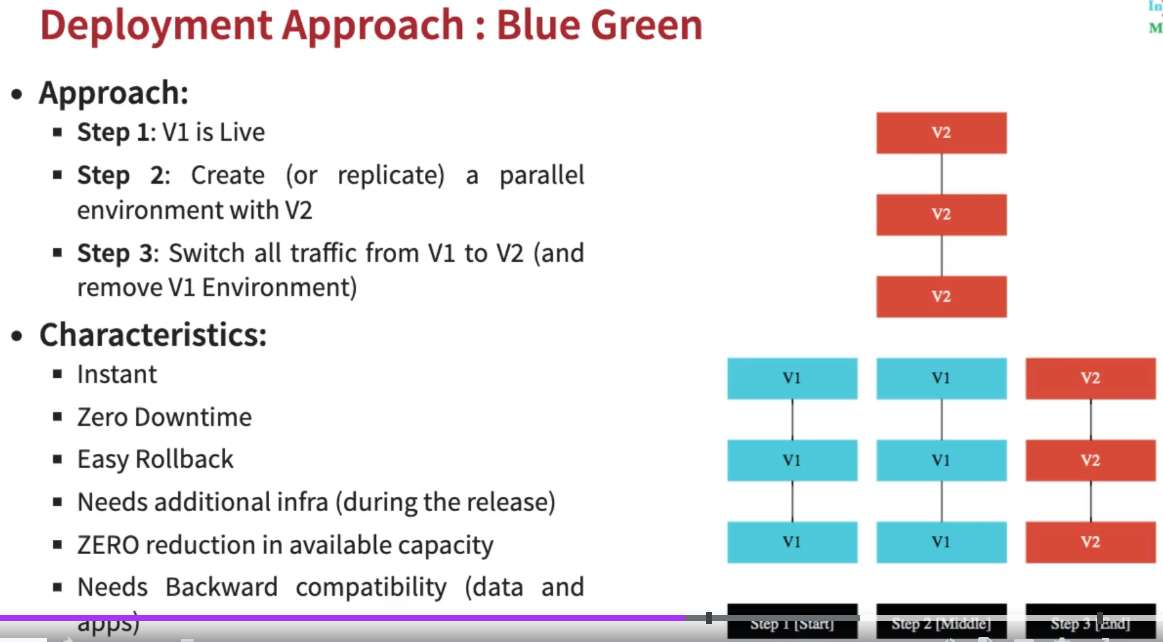 Deployment Approach : Blue Green
In
M
• Approach:
▪ Step 1: V1 is Live
▪ Step 2: Create (or replicate) a parallel
environment with V2
▪ Step 3: Switch all traffic from V1 to V2 (and
remove V1 Environment)
• Characteristics:
▪ Instant
▪ Zero Downtime
▪ Easy Rollback
▪ Needs additional infra (during the release)
▪ ZERO reduction in available capacity
▪ Needs Backward compatibility (data and
apps)
V2
V2
V2
V1 V1 V2
V1 V1 V2
V1 V1 V2
Step 1 [Start] Step 2 [Middle] Step 3 [End]